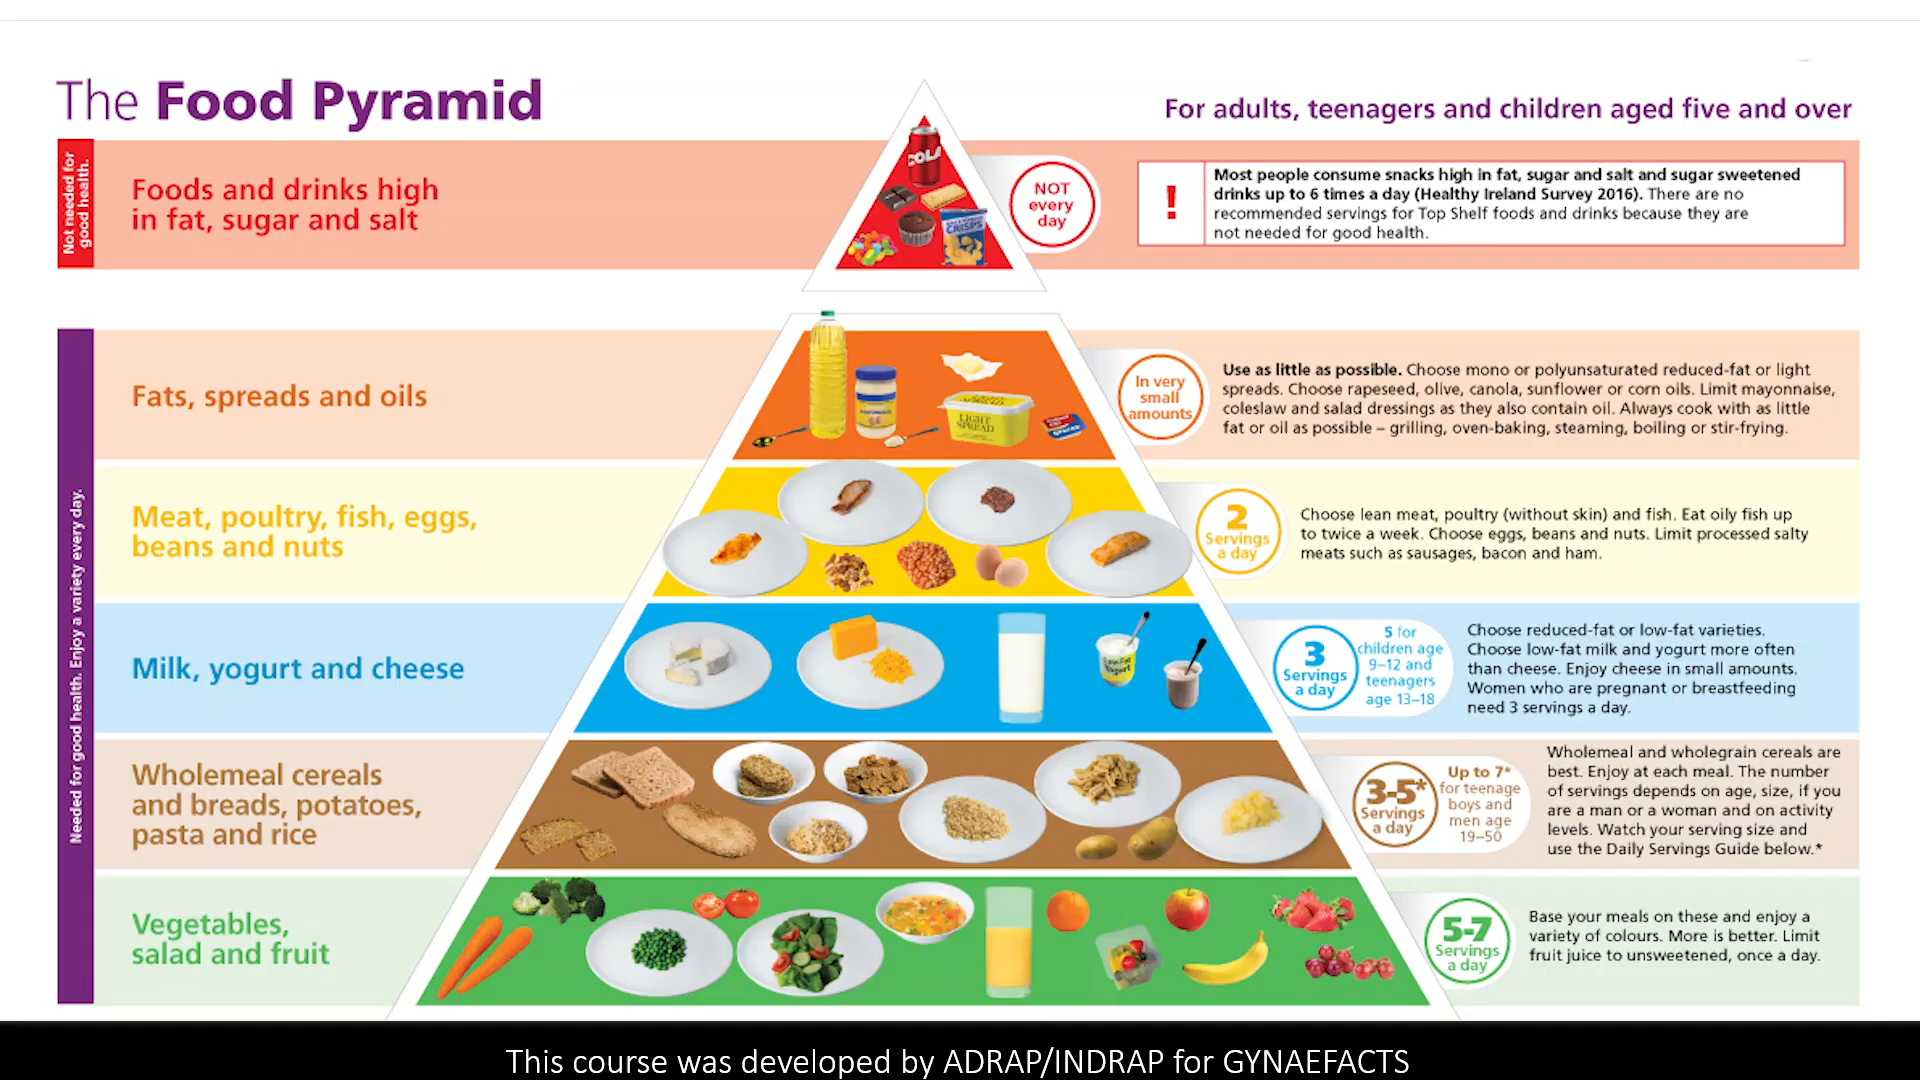 The Food Pyramid
For adults, teenagers and children aged five and over
Not needed for
good health.
Foods and drinks high
in fat, sugar and salt
COLA
CRISPS
NOT
every
day
!
Most people consume snacks high in fat, sugar and salt and sugar sweetened
drinks up to 6 times a day (Healthy Ireland Survey 2016). There are no
recommended servings for Top Shelf foods and drinks because they are
not needed for good health.
Needed for good health. Enjoy a variety every day.
Fats, spreads and oils
LIGHT
SPREAD
In very
small
amounts
Use as little as possible. Choose mono or polyunsaturated reduced-fat or light
spreads. Choose rapeseed, olive, canola, sunflower or corn oils. Limit mayonnaise,
coleslaw and salad dressings as they also contain oil. Always cook with as little
fat or oil as possible – grilling, oven-baking, steaming, boiling or stir-frying.
Meat, poultry, fish, eggs,
beans and nuts
2
Servings
a day
Choose lean meat, poultry (without skin) and fish. Eat oily fish up
to twice a week. Choose eggs, beans and nuts. Limit processed salty
meats such as sausages, bacon and ham.
Milk, yogurt and cheese
Low Fat
Yogurt
3
Servings
a day
5 for
children age
9–12 and
teenagers
age 13–18
Choose reduced-fat or low-fat varieties.
Choose low-fat milk and yogurt more often
than cheese. Enjoy cheese in small amounts.
Women who are pregnant or breastfeeding
need 3 servings a day.
Wholemeal cereals
and breads, potatoes,
pasta and rice
3-5*
Servings
a day
Up to 7*
for teenage
boys and
men age
19–50
Wholemeal and wholegrain cereals are
best. Enjoy at each meal. The number
of servings depends on age, size, if you
are a man or a woman and on activity
levels. Watch your serving size and
use the Daily Servings Guide below.*
Vegetables,
salad and fruit
5-7
Servings
a day
Base your meals on these and enjoy a
variety of colours. More is better. Limit
fruit juice to unsweetened, once a day.
This course was developed by ADRAP/INDRAP for GYNAEFACTS